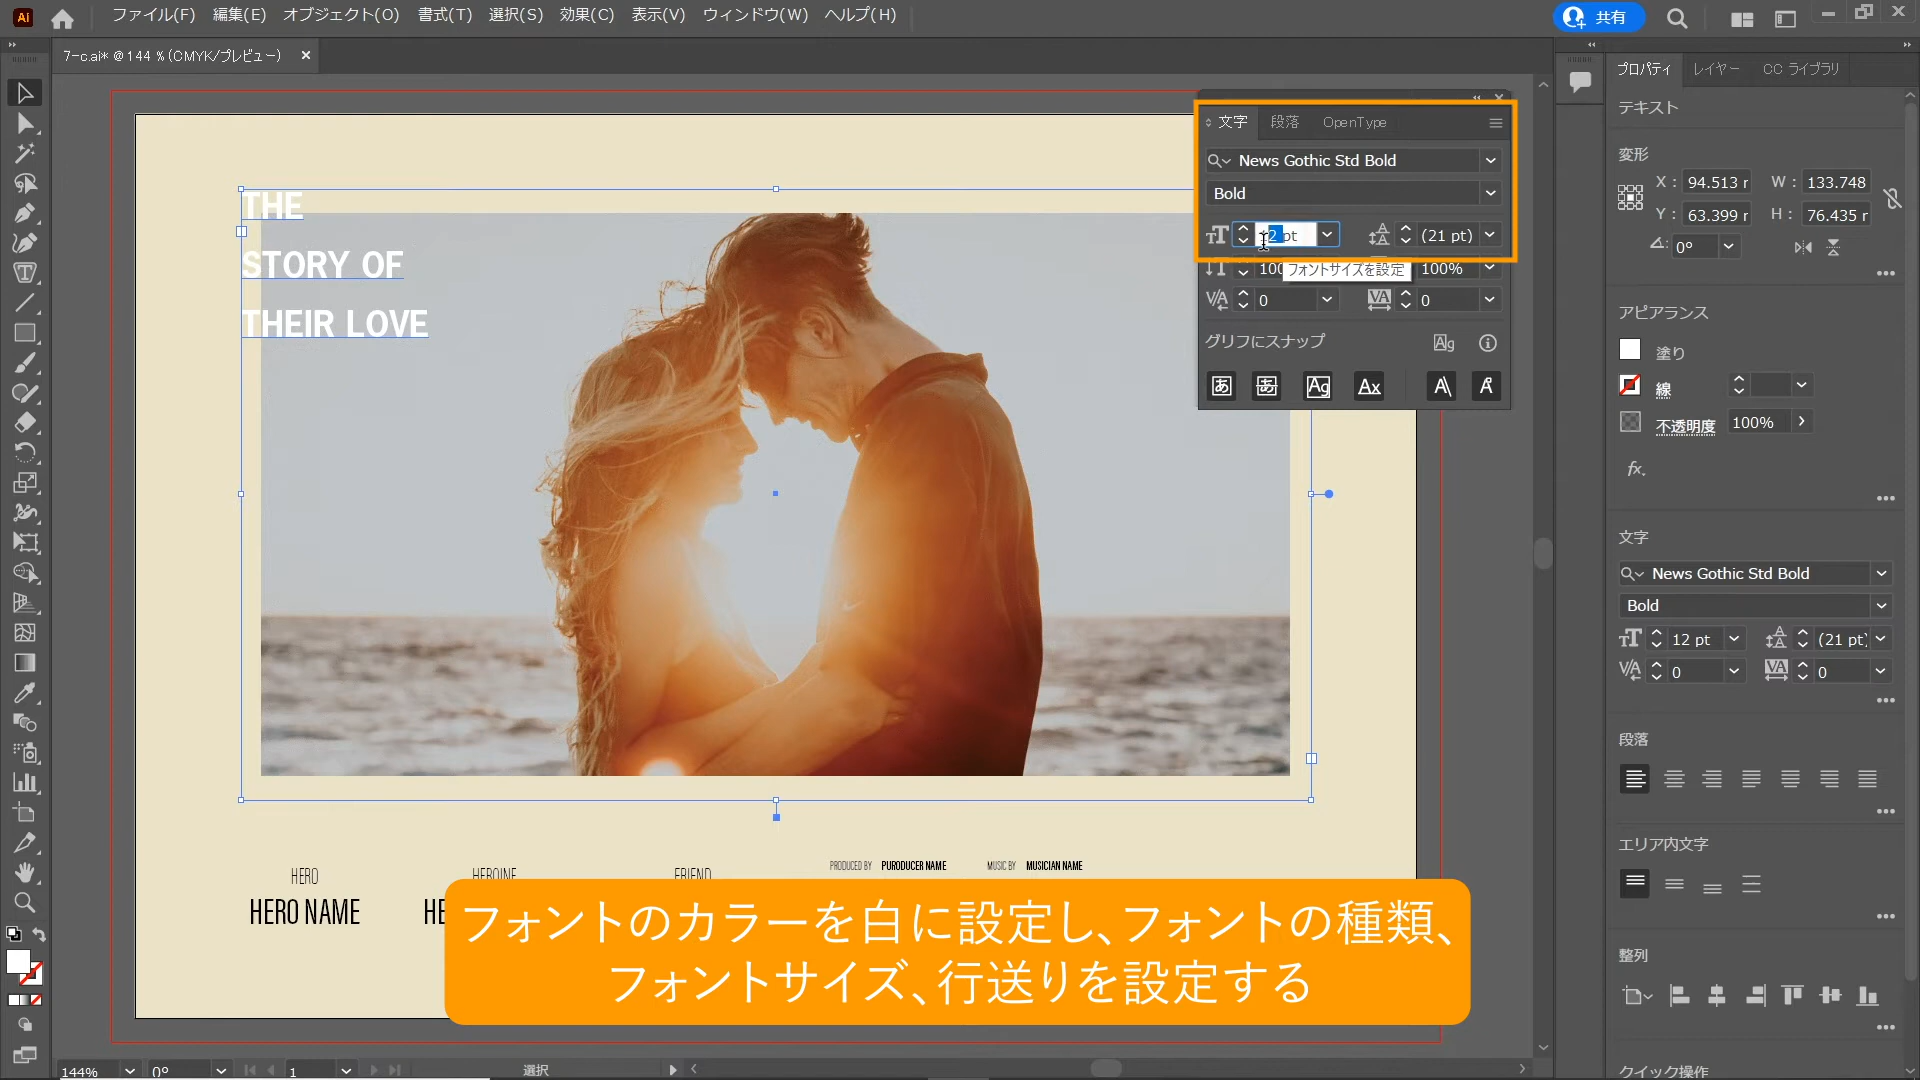 Ai
ファイル(F) 編集(E) オブジェクト(O) 書式(T) 選択(S) 効果(C) 表示(V) ウィンドウ(W) ヘルプ(H)
共有
7-c.ai* @ 144 % (CMYK/プレビュー)
プロパティ レイヤー CC ライブラリ
テキスト
変形
X : 94.513 r W : 133.748
Y : 63.399 r H : 76.435 r
0°
アピアランス
塗り
線
不透明度 100%
fx.
文字
News Gothic Std Bold
Bold
12 pt (21 pt)
0 0
段落
エリア内文字
整列
クイック操作
文字 段落 OpenType
News Gothic Std Bold
Bold
12 pt (21 pt)
100 フォントサイズを設定 100%
0 0
グリフにスナップ
THE
STORY OF
THEIR LOVE
HERO HEROINE FRIEND PRODUCED BY PURODUCER NAME MUSIC BY MUSICIAN NAME
HERO NAME HE
フォントのカラーを白に設定し、フォントの種類、
フォントサイズ、行送りを設定する
144% 0° 1 選択